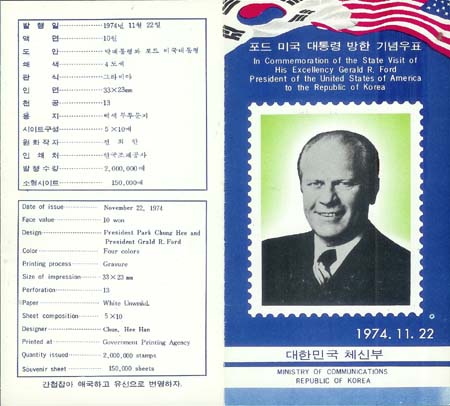 발 행 일 1974년 11월 22일
액 면 10원
도 안 박대통령과 포드 미국대통령
색 채 4도색
판 식 그라비아
인 면 33×23mm
천 공 13
용 지 백색 무투문지
시이트구성 5×10매
원화작자 전 희 한
인 쇄 처 한국조폐공사
발행수량 2,000,000매
소형시이트 150,000매
Date of issue November 22, 1974
Face value 10 won
Design President Park Chung Hee and
President Grald R. Ford
Color Four colors
Printing process Gravure
Size of impression 33×23 mm
Perforation 13
Paper White Unwmkd.
Sheet composition 5×10
Designer Chun, Hee Han
Printed at Government Printing Agency
Quantity issued 2,000,000 stamps
Souvenir sheet 150,000 sheets
간첩잡아 애국하고 유신으로 번영하자.
포드 미국 대통령 방한 기념우표
In Commemoration of the State Visit of
His Excellency Gerald R. Ford
President of the United States of America
to the Republic of Korea
1974. 11. 22
대한민국 체신부
MINISTRY OF COMMUNICATIONS
REPUBLIC OF KOREA